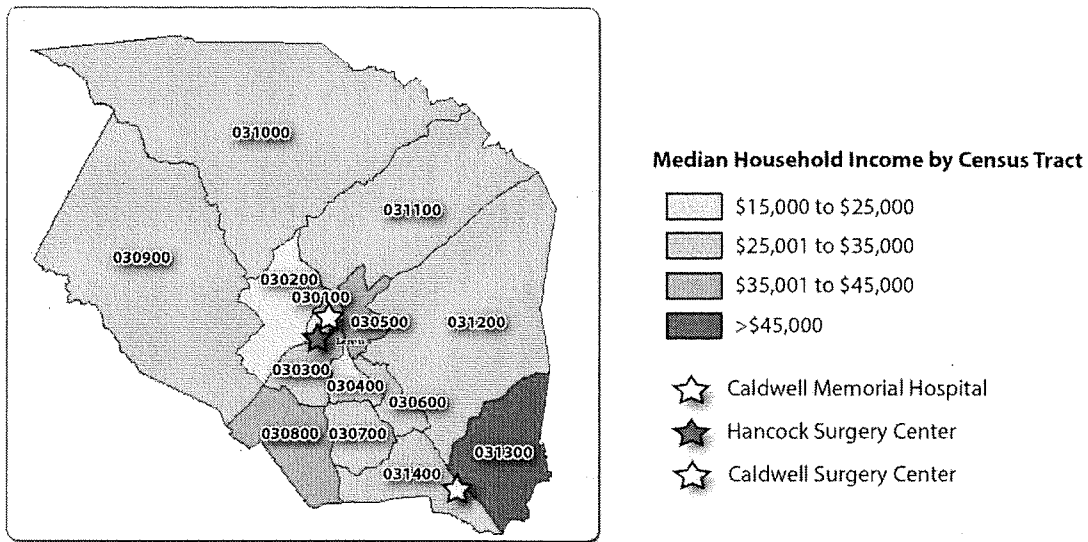 031000
031100
030900
030200
030100
030500
031200
030300
030400
030600
030800
030700
031300
031400
Median Household Income by Census Tract
$15,000 to $25,000
$25,001 to $35,000
$35,001 to $45,000
>$45,000
Caldwell Memorial Hospital
Hancock Surgery Center
Caldwell Surgery Center